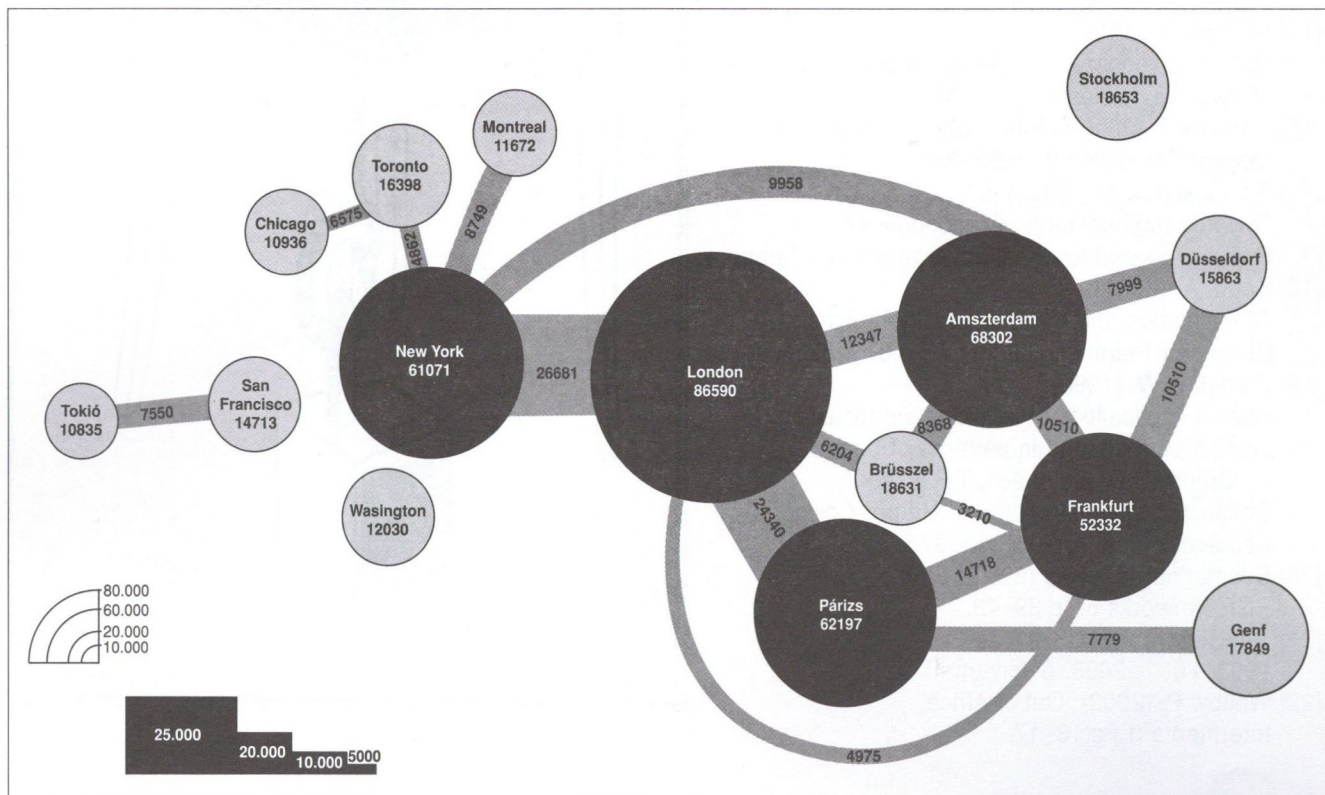 Stockholm
18653
Montreal
11672
Toronto
16398
9958
Chicago
10936
6575
4862
8749
Düsseldorf
15863
7999
Amszterdam
68302
New York
61071
26681
London
86590
12347
10510
Tokió
10835
7550
San
Francisco
14713
8368
10510
6204
Brüsszel
18631
Wasington
12030
24340
3210
Frankfurt
52332
14718
Párizs
62197
7779
Genf
17849
80.000
60.000
20.000
10.000
4975
25.000
20.000
10.000
5000